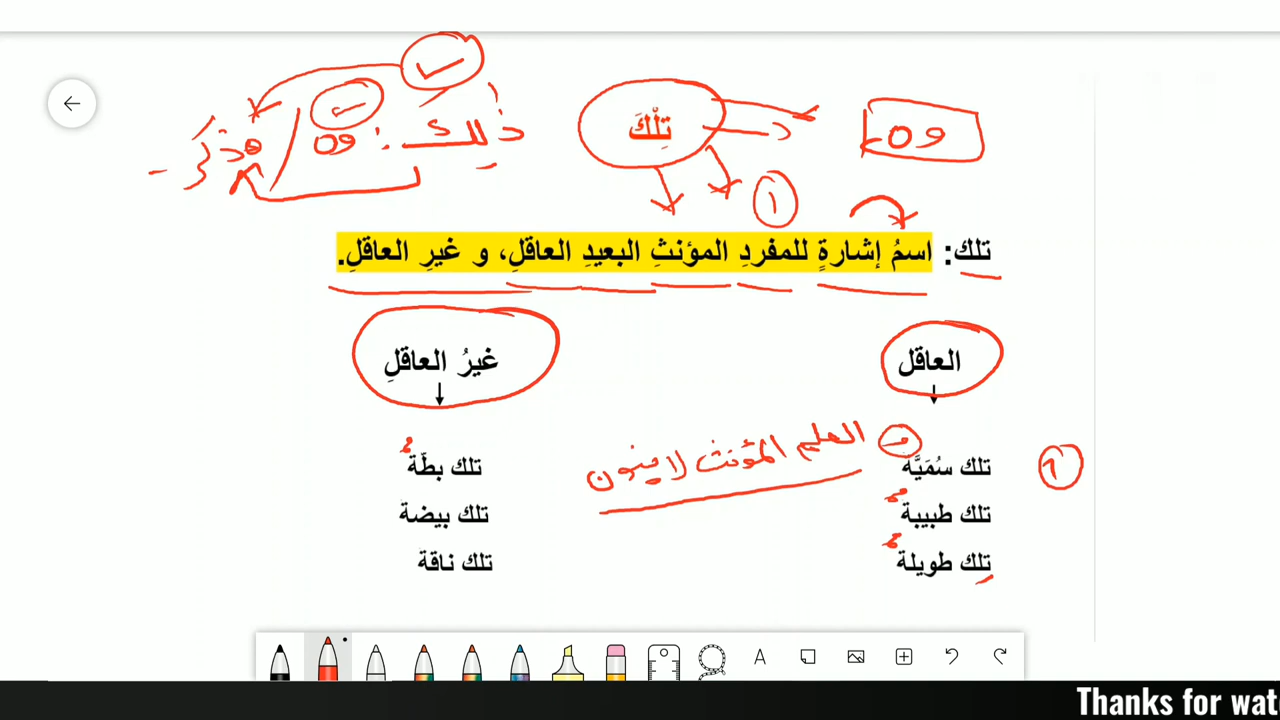 ذلك :
تِلْكَ
تلك: اسمُ إشارةٍ للمفردِ المؤنثِ البعيدِ العاقلِ، و غيرِ العاقلِ.
العاقل
غيرُ العاقلِ
العلم المؤنث لا ينون
تلك سُمَيَّة
تلك بطّة
تلك طبيبة
تلك بيضة
تلك طويلة
تلك ناقة
A
Thanks for wat